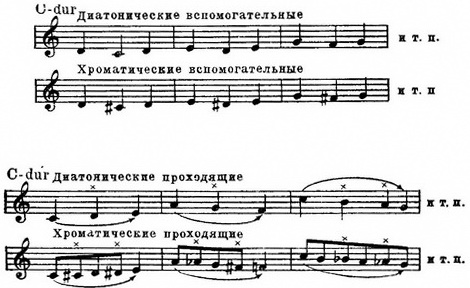 C-dur Диатонические вспомогательные
и т. п.
Хроматические вспомогательные
и т. п
C-dur Диатонические проходящие
и т. п.
Хроматические проходящие
и т. п.